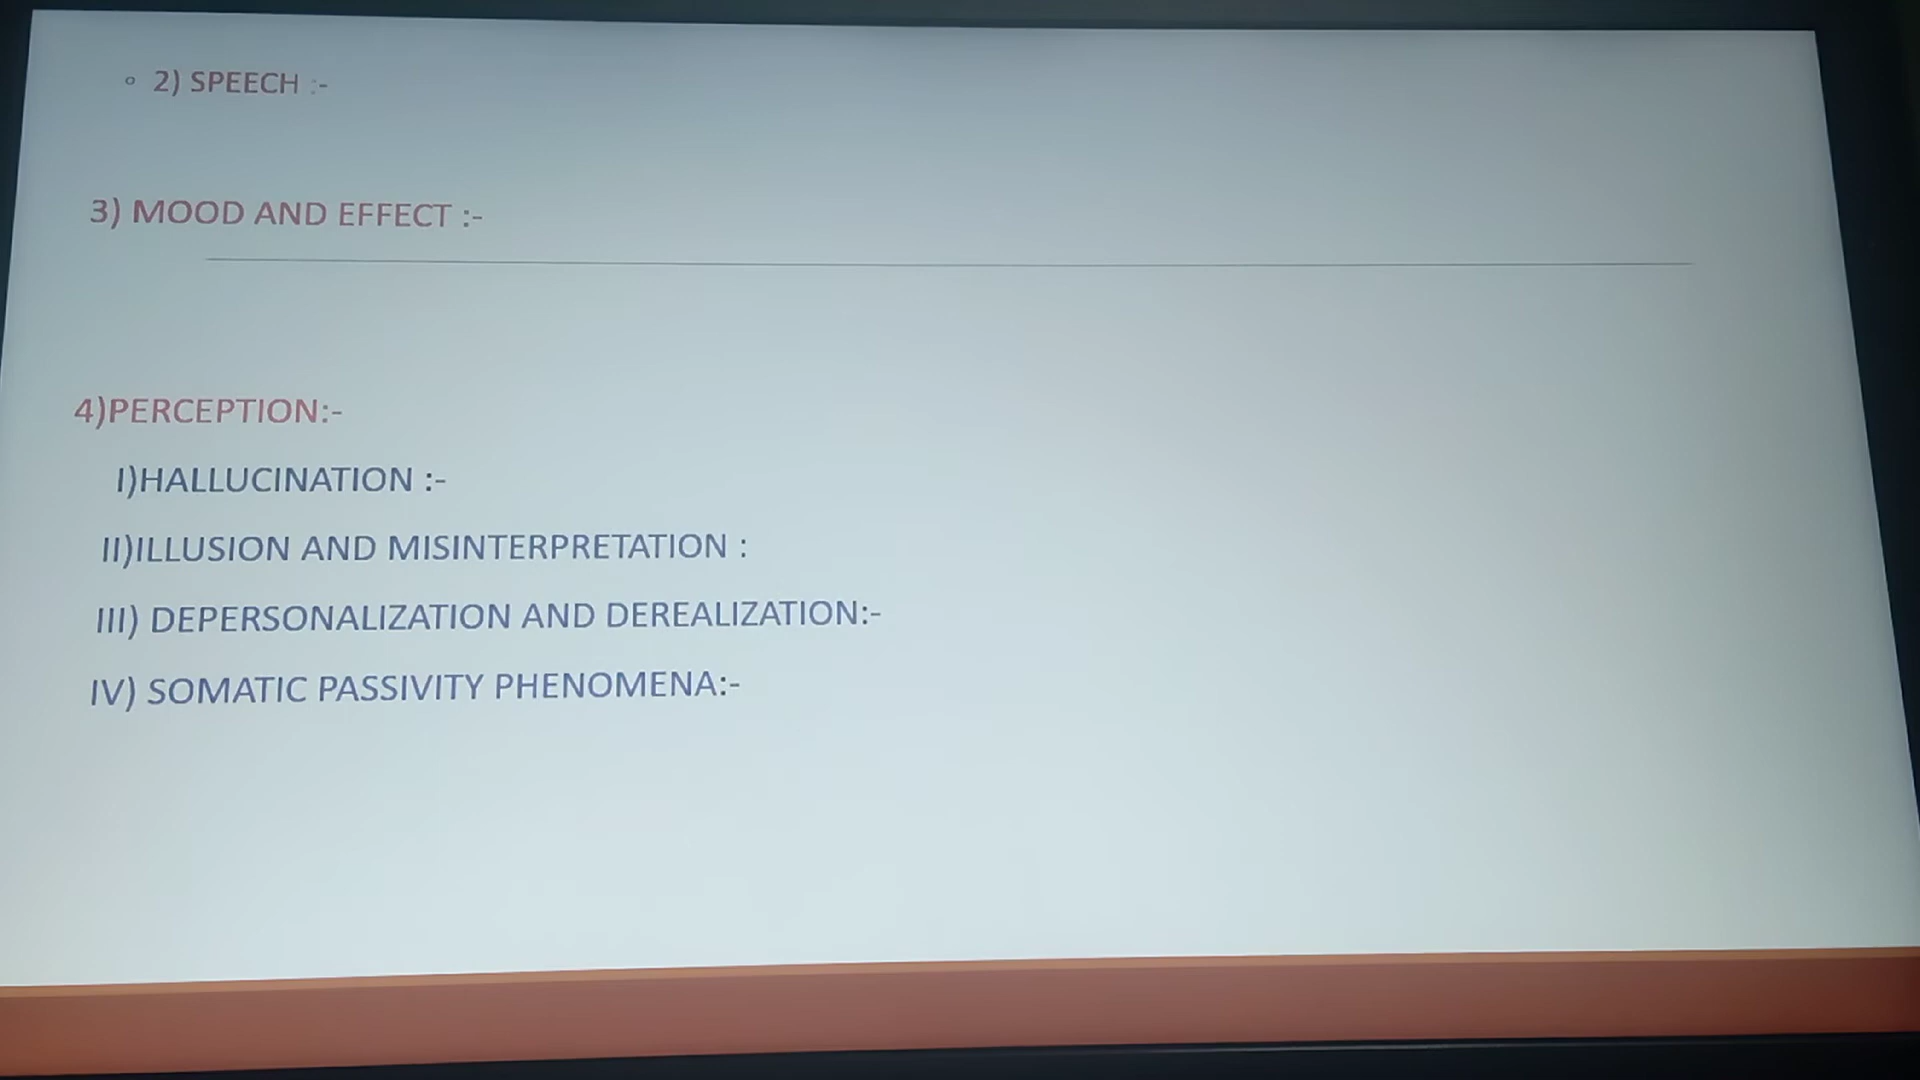 ◦ 2) SPEECH :-
3) MOOD AND EFFECT :-
4)PERCEPTION:-
I)HALLUCINATION :-
II)ILLUSION AND MISINTERPRETATION :
III) DEPERSONALIZATION AND DEREALIZATION:-
IV) SOMATIC PASSIVITY PHENOMENA:-